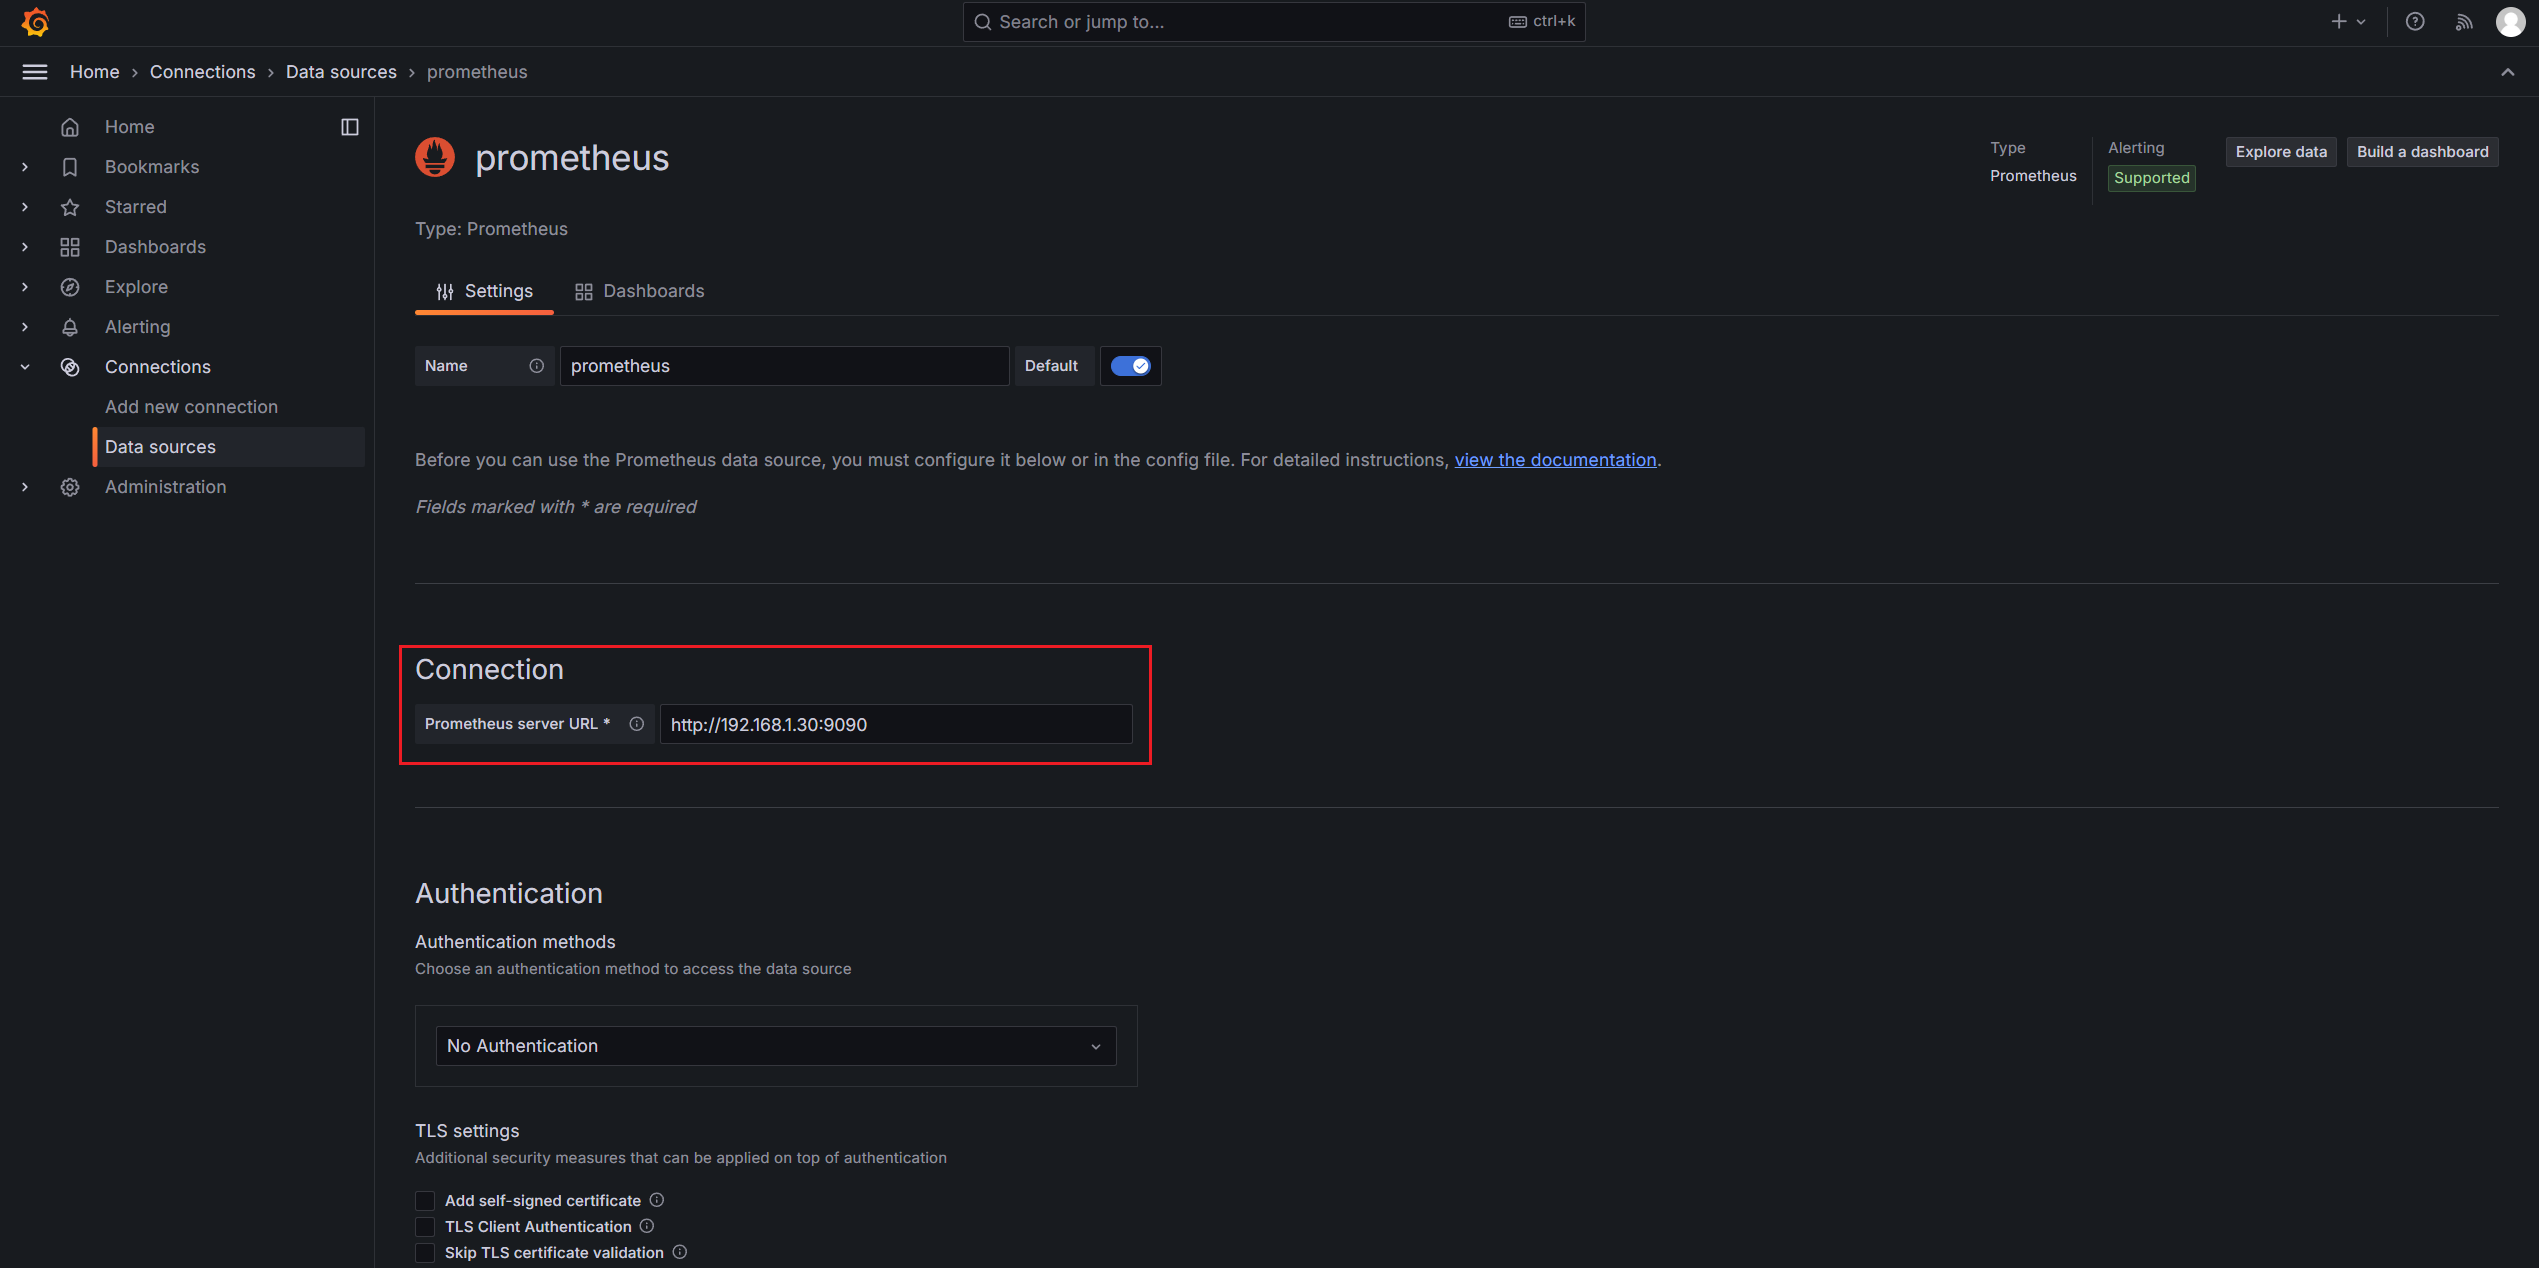 Search or jump to...
ctrl+k
Home
Connections
Data sources
prometheus
Home
Bookmarks
Starred
Dashboards
Explore
Alerting
Connections
Add new connection
Data sources
Administration
prometheus
Type
Prometheus
Alerting
Supported
Explore data
Build a dashboard
Type: Prometheus
Settings
Dashboards
Name
prometheus
Default
Before you can use the Prometheus data source, you must configure it below or in the config file. For detailed instructions, view the documentation.
Fields marked with * are required
Connection
Prometheus server URL *
http://192.168.1.30:9090
Authentication
Authentication methods
Choose an authentication method to access the data source
No Authentication
TLS settings
Additional security measures that can be applied on top of authentication
Add self-signed certificate
TLS Client Authentication
Skip TLS certificate validation